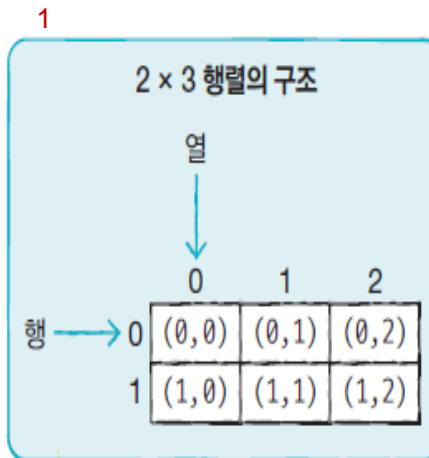 1
2 × 3 행렬의 구조
열
0 1 2
행 0 (0,0) (0,1) (0,2)
1 (1,0) (1,1) (1,2)